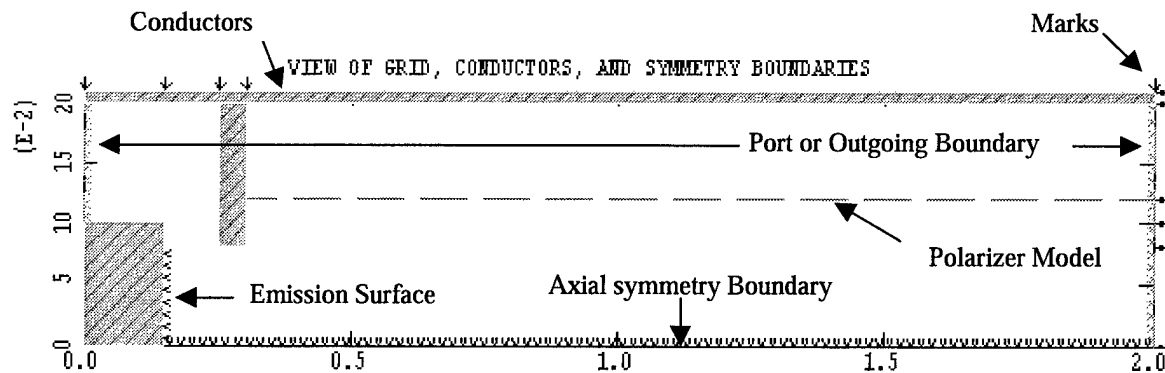 Conductors
Marks
VIEW OF GRID, CONDUCTORS, AND SYMMETRY BOUNDARIES
(E-2)
20
15
10
5
0
Port or Outgoing Boundary
Polarizer Model
Emission Surface
Axial symmetry Boundary
0.0 0.5 1.0 1.5 2.0